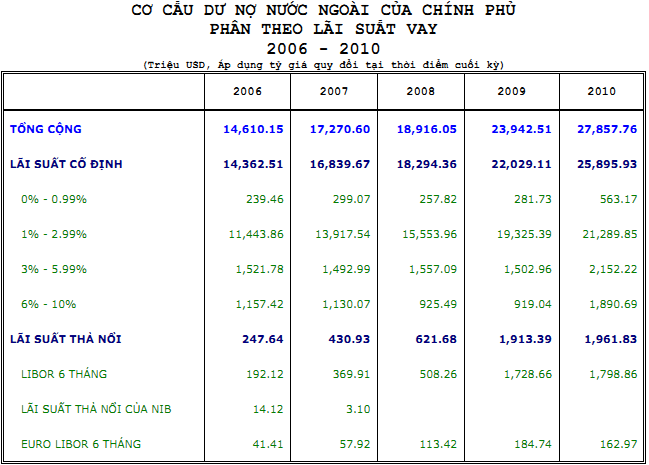 CƠ CẤU DƯ NỢ NƯỚC NGOÀI CỦA CHÍNH PHỦ
PHÂN THEO LÃI SUẤT VAY
2006 - 2010
(Triệu USD, Áp dụng tỷ giá quy đổi tại thời điểm cuối kỳ)
2006 2007 2008 2009 2010
TỔNG CỘNG 14,610.15 17,270.60 18,916.05 23,942.51 27,857.76
LÃI SUẤT CỐ ĐỊNH 14,362.51 16,839.67 18,294.36 22,029.11 25,895.93
0% - 0.99% 239.46 299.07 257.82 281.73 563.17
1% - 2.99% 11,443.86 13,917.54 15,553.96 19,325.39 21,289.85
3% - 5.99% 1,521.78 1,492.99 1,557.09 1,502.96 2,152.22
6% - 10% 1,157.42 1,130.07 925.49 919.04 1,890.69
LÃI SUẤT THẢ NỔI 247.64 430.93 621.68 1,913.39 1,961.83
LIBOR 6 THÁNG 192.12 369.91 508.26 1,728.66 1,798.86
LÃI SUẤT THẢ NỔI CỦA NIB 14.12 3.10
EURO LIBOR 6 THÁNG 41.41 57.92 113.42 184.74 162.97